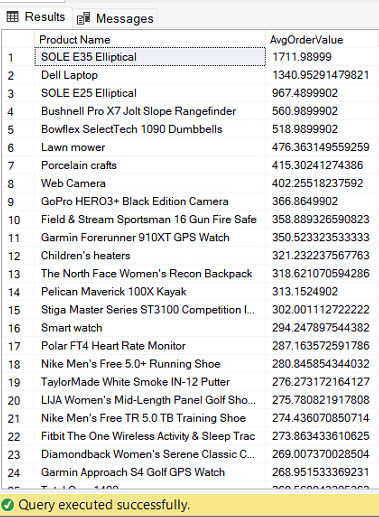 Results Messages
Product Name AvgOrderValue
1 SOLE E35 Elliptical 1711.98999
2 Dell Laptop 1340.95291479821
3 SOLE E25 Elliptical 967.4899902
4 Bushnell Pro X7 Jolt Slope Rangefinder 560.9899902
5 Bowflex SelectTech 1090 Dumbbells 518.9899902
6 Lawn mower 476.363149559259
7 Porcelain crafts 415.30241274386
8 Web Camera 402.25518237592
9 GoPro HERO3+ Black Edition Camera 366.8649902
10 Field & Stream Sportsman 16 Gun Fire Safe 358.889326590823
11 Garmin Forerunner 910XT GPS Watch 350.523323533333
12 Children's heaters 321.232237567763
13 The North Face Women's Recon Backpack 318.621070594286
14 Pelican Maverick 100X Kayak 313.1524902
15 Stiga Master Series ST3100 Competition I... 302.001112722222
16 Smart watch 294.247897544382
17 Polar FT4 Heart Rate Monitor 287.163572591786
18 Nike Men's Free 5.0+ Running Shoe 280.845854344032
19 TaylorMade White Smoke IN-12 Putter 276.273172164127
20 LIJA Women's Mid-Length Panel Golf Sho... 275.780821917808
21 Nike Men's Free TR 5.0 TB Training Shoe 274.436070850714
22 Fitbit The One Wireless Activity & Sleep Trac 273.863433610625
23 Diamondback Women's Serene Classic C... 269.007370028504
24 Garmin Approach S4 Golf GPS Watch 268.951533369231
Query executed successfully.